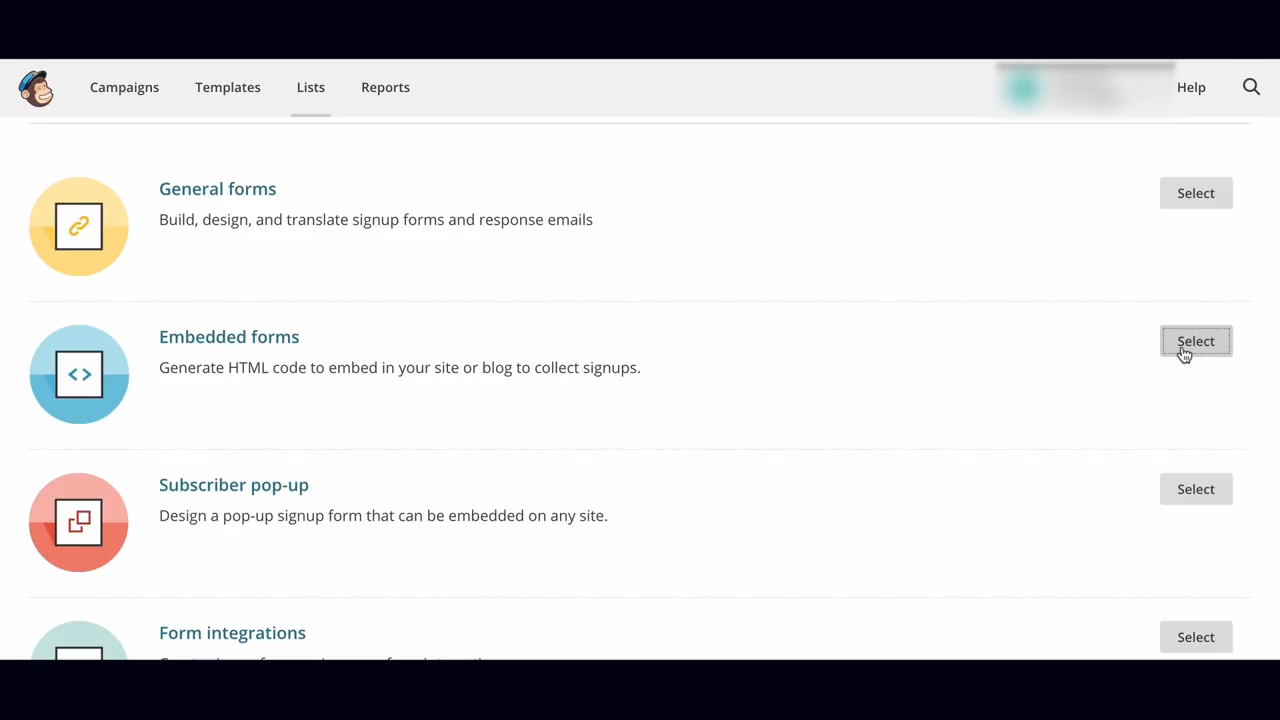 Campaigns Templates Lists Reports Help
General forms
Select
Build, design, and translate signup forms and response emails
Embedded forms
Select
Generate HTML code to embed in your site or blog to collect signups.
Subscriber pop-up
Select
Design a pop-up signup form that can be embedded on any site.
Form integrations
Select